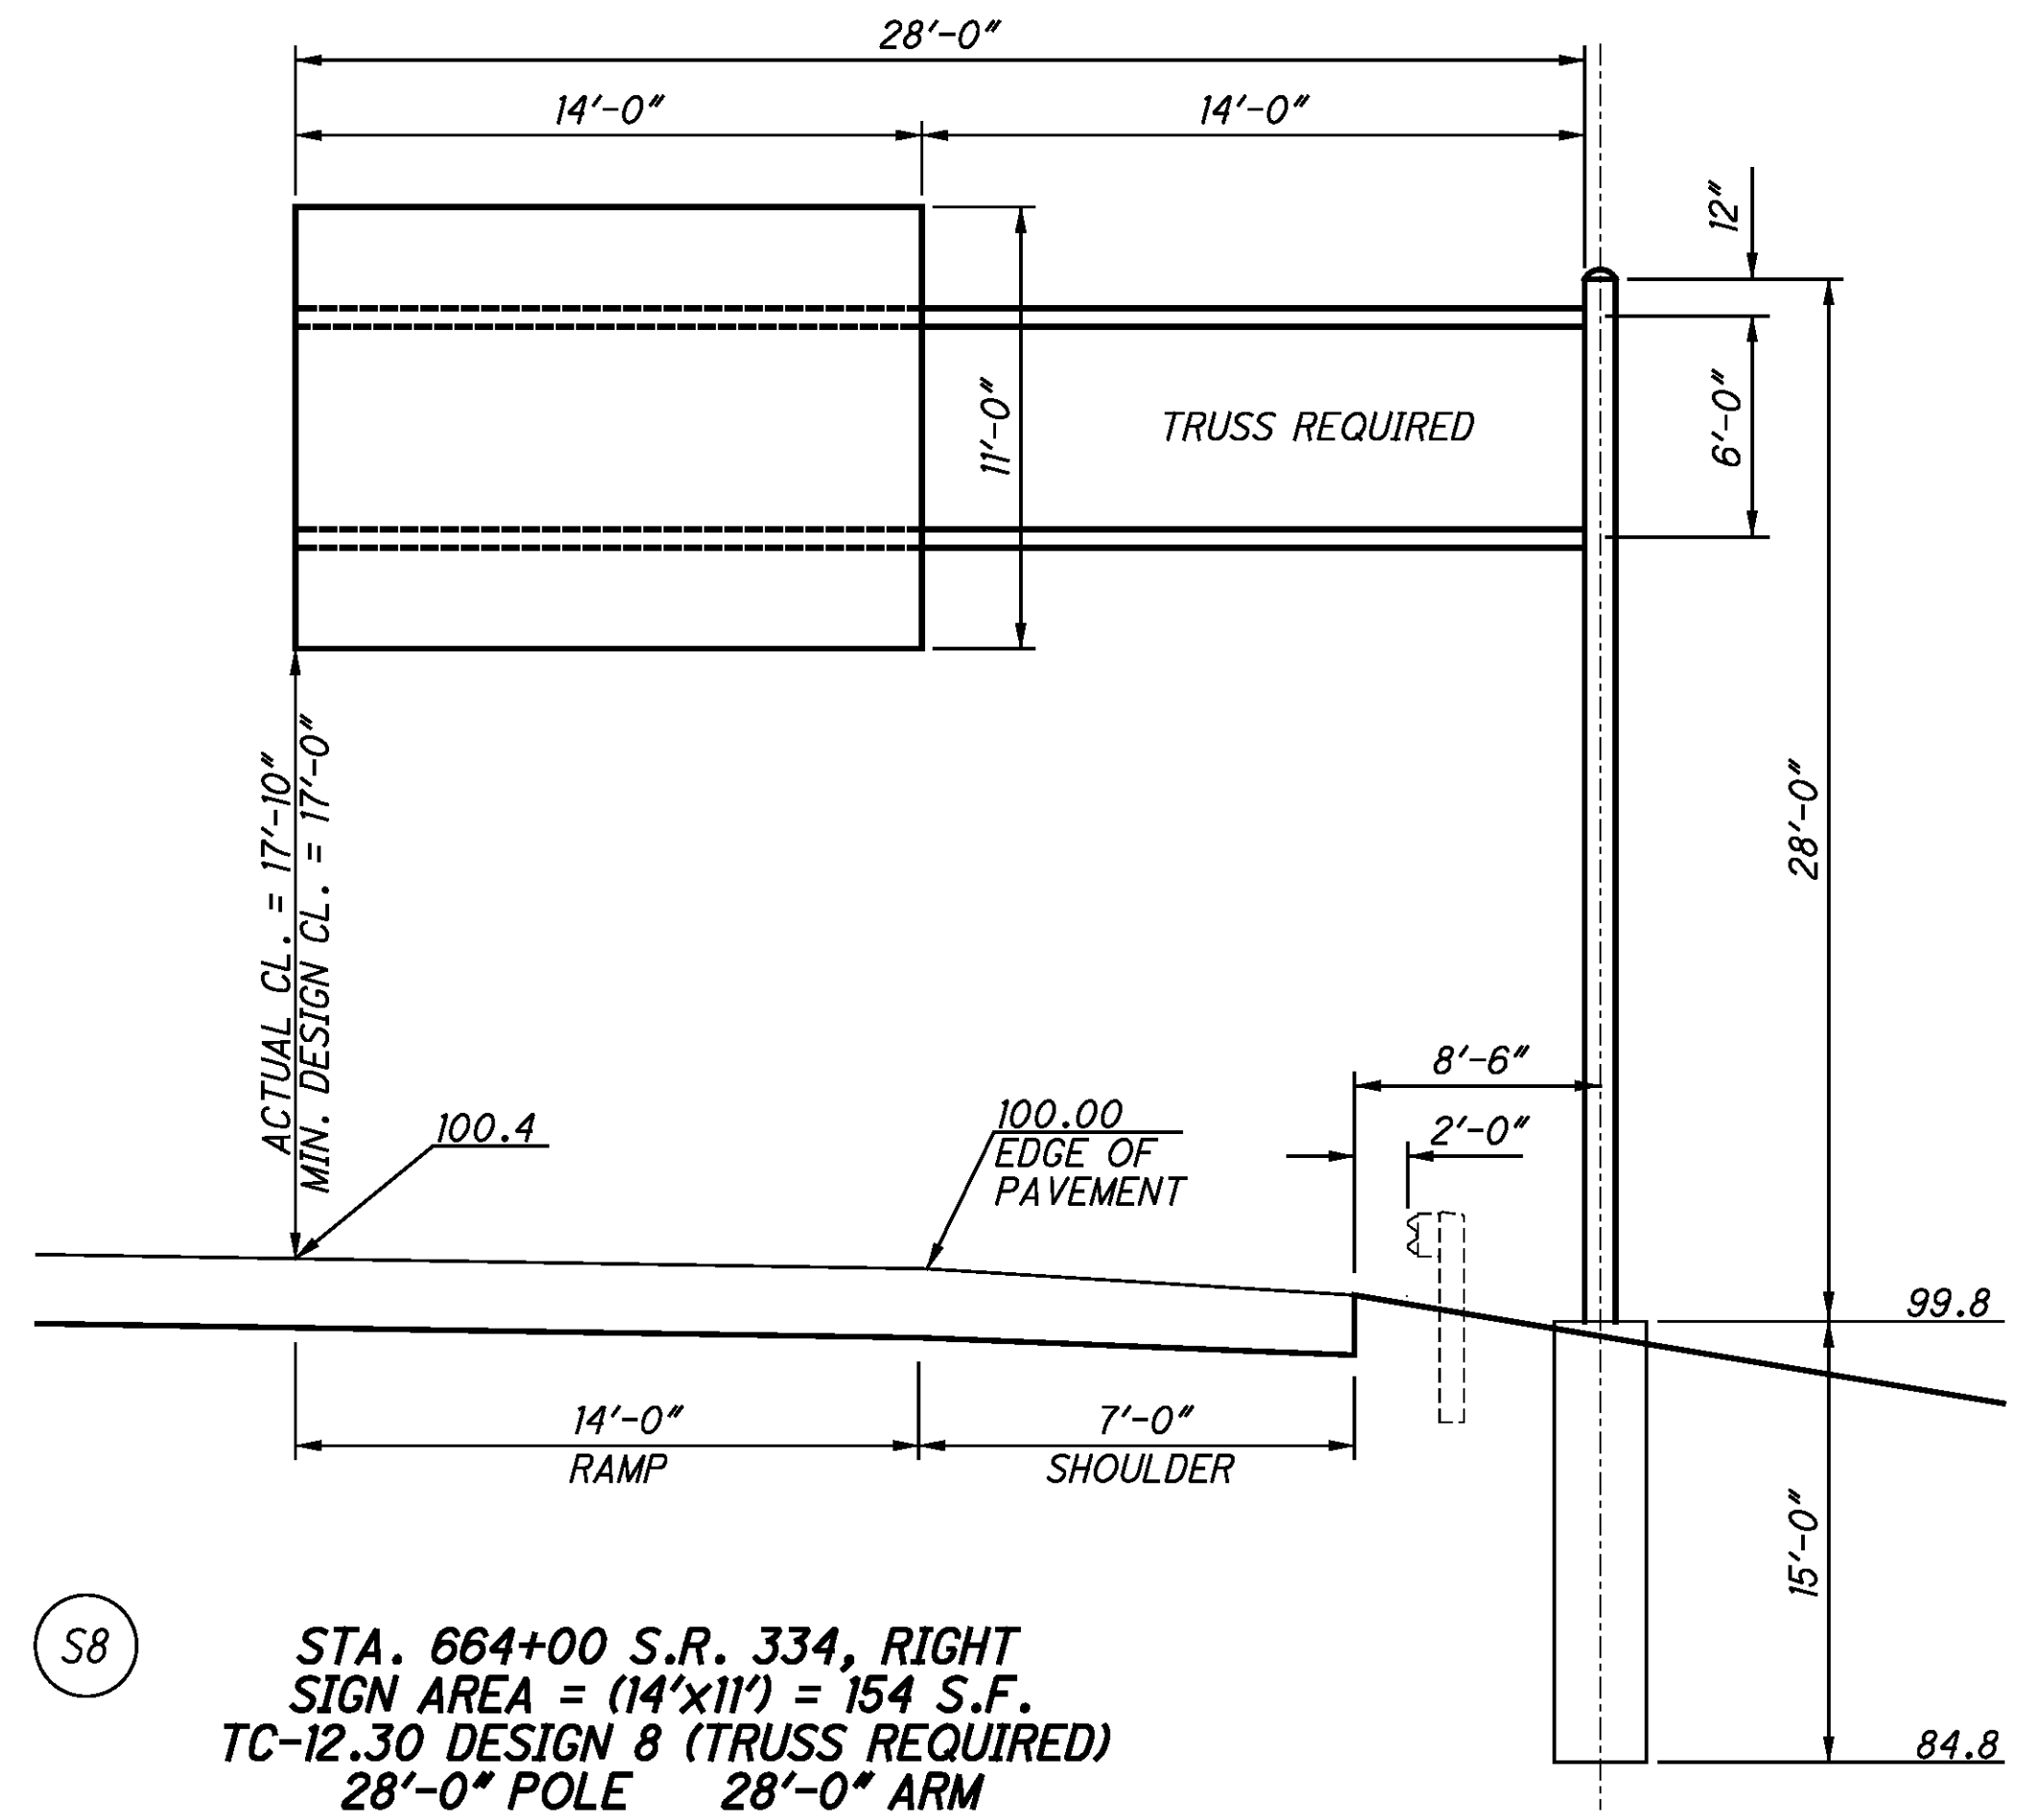 28'-0"
14'-0"
14'-0"
12"
11'-0"
TRUSS REQUIRED
6'-0"
ACTUAL CL. = 17'-10"
MIN. DESIGN CL. = 17'-0"
28'-0"
8'-6"
100.4
100.00
EDGE OF
PAVEMENT
2'-0"
99.8
14'-0"
RAMP
7'-0"
SHOULDER
15'-0"
84.8
S8
STA. 664+00 S.R. 334, RIGHT
SIGN AREA = (14'x11') = 154 S.F.
TC-12.30 DESIGN 8 (TRUSS REQUIRED)
28'-0" POLE 28'-0" ARM